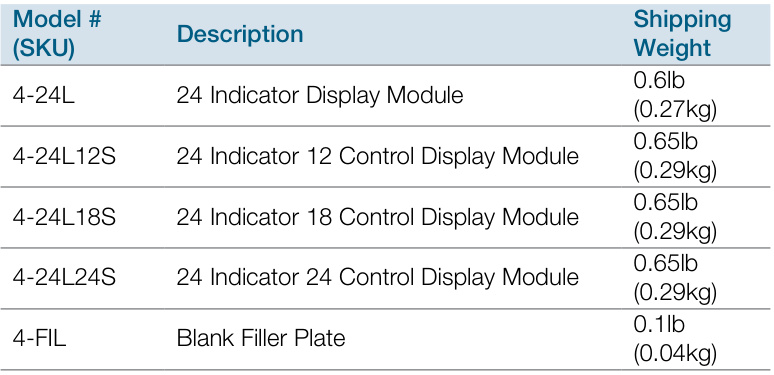 Model #
(SKU)
Description
Shipping
Weight
4-24L
24 Indicator Display Module
0.6lb
(0.27kg)
4-24L12S
24 Indicator 12 Control Display Module
0.65lb
(0.29kg)
4-24L18S
24 Indicator 18 Control Display Module
0.65lb
(0.29kg)
4-24L24S
24 Indicator 24 Control Display Module
0.65lb
(0.29kg)
4-FIL
Blank Filler Plate
0.1lb
(0.04kg)